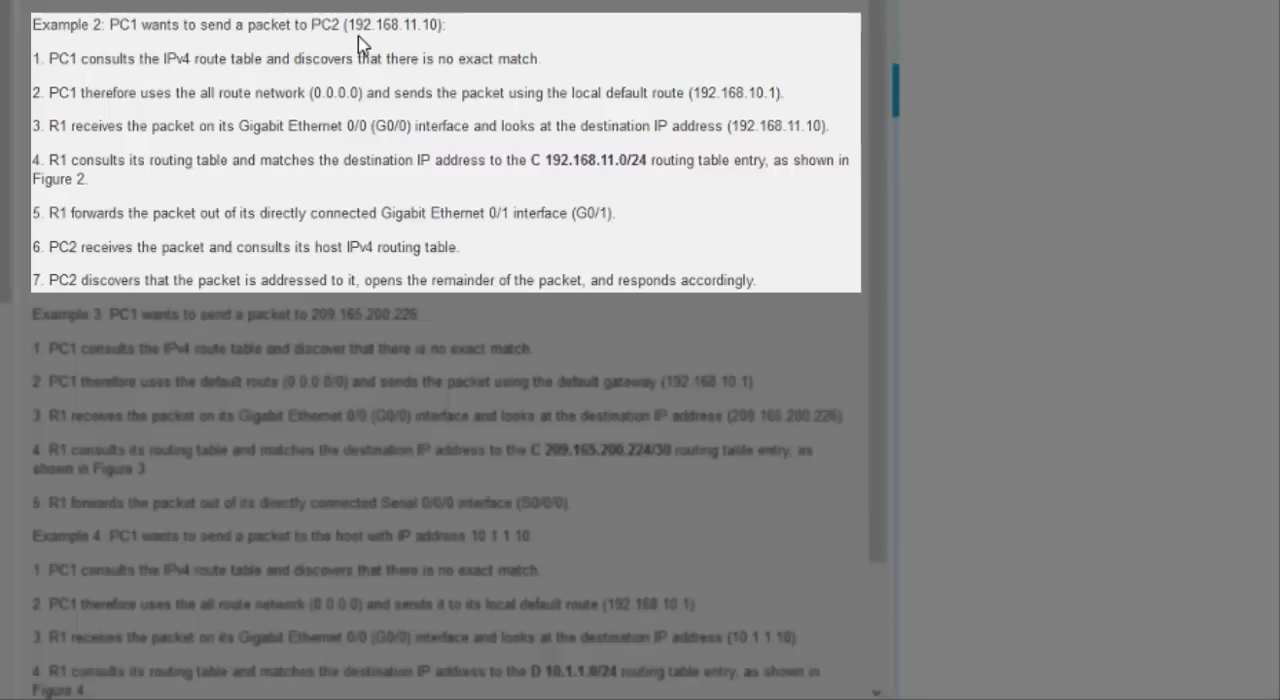 Example 2: PC1 wants to send a packet to PC2 (192.168.11.10):
1. PC1 consults the IPv4 route table and discovers that there is no exact match.
2. PC1 therefore uses the all route network (0.0.0.0) and sends the packet using the local default route (192.168.10.1).
3. R1 receives the packet on its Gigabit Ethernet 0/0 (G0/0) interface and looks at the destination IP address (192.168.11.10).
4. R1 consults its routing table and matches the destination IP address to the C 192.168.11.0/24 routing table entry, as shown in
Figure 2.
5. R1 forwards the packet out of its directly connected Gigabit Ethernet 0/1 interface (G0/1).
6. PC2 receives the packet and consults its host IPv4 routing table.
7. PC2 discovers that the packet is addressed to it, opens the remainder of the packet, and responds accordingly.
Example 3: PC1 wants to send a packet to 209.165.200.226.
1. PC1 consults the IPv4 route table and discover that there is no exact match.
2. PC1 therefore uses the default route (0.0.0.0/0) and sends the packet using the default gateway (192.168.10.1).
3. R1 receives the packet on its Gigabit Ethernet 0/0 (G0/0) interface and looks at the destination IP address (209.165.200.226).
4. R1 consults its routing table and matches the destination IP address to the C 209.165.200.224/30 routing table entry, as
shown in Figure 3.
5. R1 forwards the packet out of its directly connected Serial 0/0/0 interface (S0/0/0).
Example 4: PC1 wants to send a packet to the host with IP address 10.1.1.10.
1. PC1 consults the IPv4 route table and discovers that there is no exact match.
2. PC1 therefore uses the all route network (0.0.0.0) and sends it to its local default route (192.168.10.1).
3. R1 receives the packet on its Gigabit Ethernet 0/0 (G0/0) interface and looks at the destination IP address (10.1.1.10).
4. R1 consults its routing table and matches the destination IP address to the D 10.1.1.0/24 routing table entry, as shown in
Figure 4.